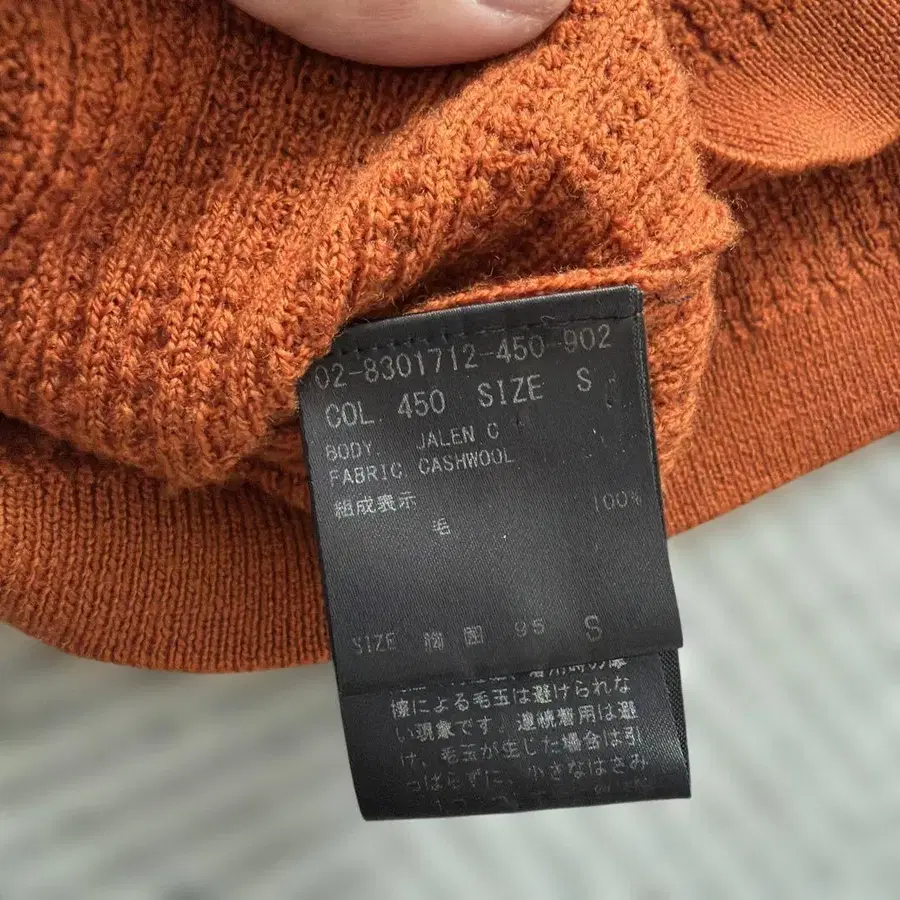 02-8301712-450-902
COL. 450 SIZE S
BODY. JALEN C
FABRIC. CASHWOOL
組成表示
毛 100%
SIZE 胸囲 95 S
擦による毛玉は避けられな
い現象です。連続着用は避
け、毛玉が生じた場合は引
っぱらずに、小さなはさみ